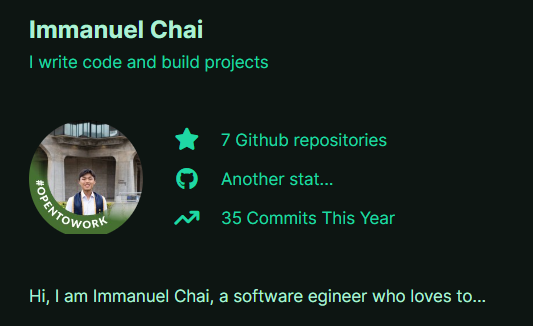 Immanuel Chai
I write code and build projects
7 Github repositories
#OPENTOWORK
Another stat...
35 Commits This Year
Hi, I am Immanuel Chai, a software egineer who loves to...